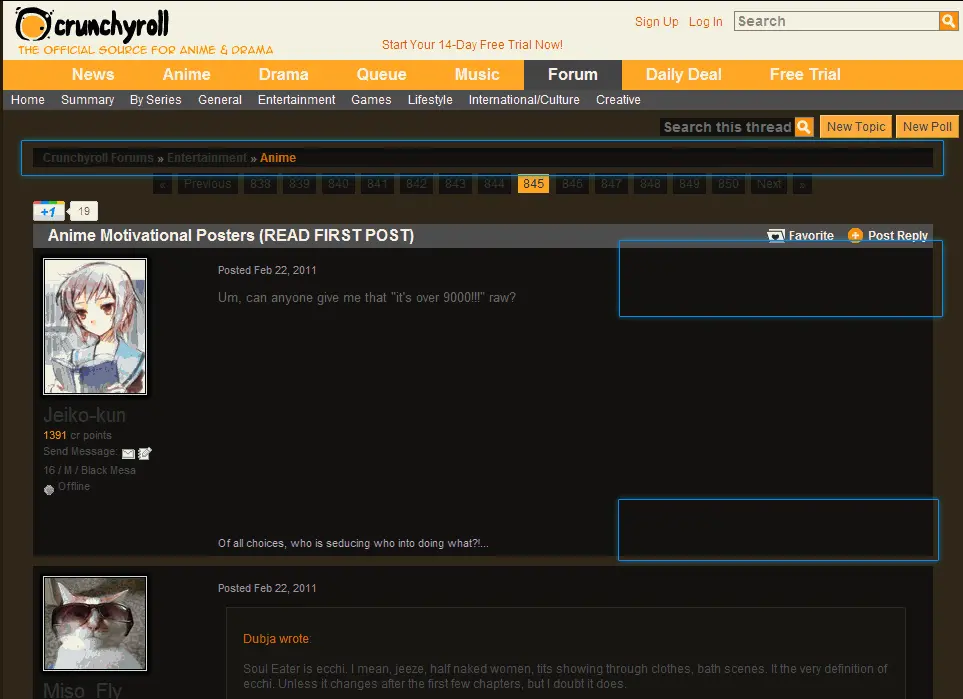 crunchyroll
THE OFFICIAL SOURCE FOR ANIME & DRAMA
Start Your 14-Day Free Trial Now!
Sign Up Log In Search
News Anime Drama Queue Music Forum Daily Deal Free Trial
Home Summary By Series General Entertainment Games Lifestyle International/Culture Creative
Search this thread New Topic New Poll
Crunchyroll Forums » Entertainment » Anime
« Previous 838 839 840 841 842 843 844 845 846 847 848 849 850 Next »
+1 19
Anime Motivational Posters (READ FIRST POST) Favorite Post Reply
Posted Feb 22, 2011
Um, can anyone give me that "it's over 9000!!!" raw?
Jeiko-kun
1391 cr points
Send Message:
16 / M / Black Mesa
Offline
Of all choices, who is seducing who into doing what?!...
Posted Feb 22, 2011
Dubja wrote:
Soul Eater is ecchi. I mean, jeeze, half naked women, tits showing through clothes, bath scenes. It the very definition of
ecchi. Unless it changes after the first few chapters, but I doubt it does.
Miso_Fly